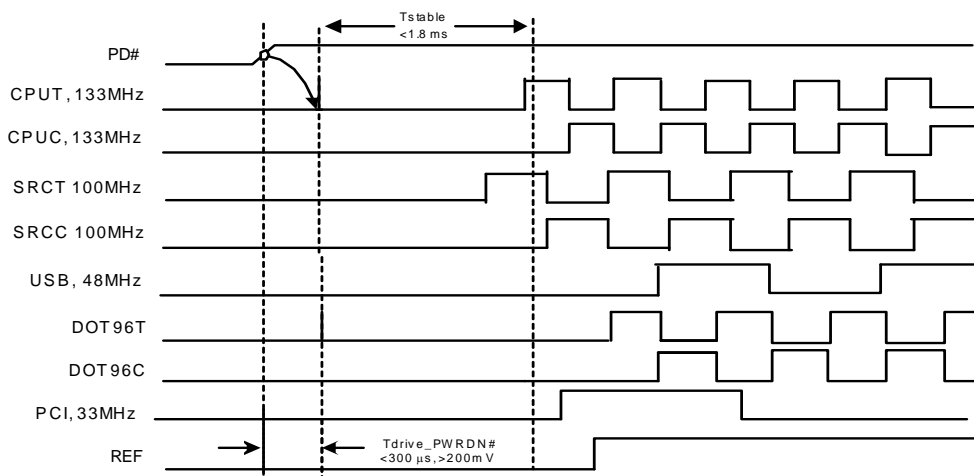 Tstable
<1.8 ms
PD#
CPUT, 133MHz
CPUC, 133MHz
SRCT 100MHz
SRCC 100MHz
USB, 48MHz
DOT96T
DOT96C
PCI, 33MHz
Tdrive_PWRDN#
<300 µs, >200mV
REF